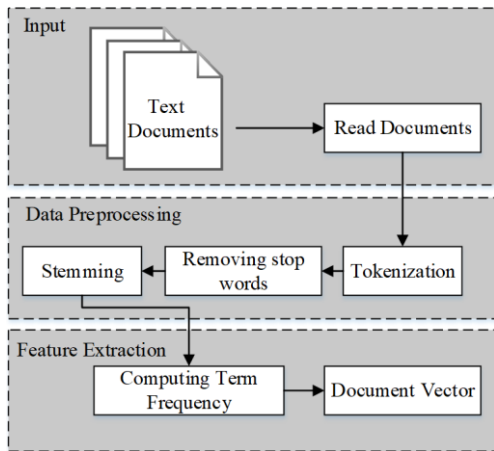 Input
Text
Documents
Read Documents
Data Preprocessing
Stemming
Removing stop
words
Tokenization
Feature Extraction
Computing Term
Frequency
Document Vector